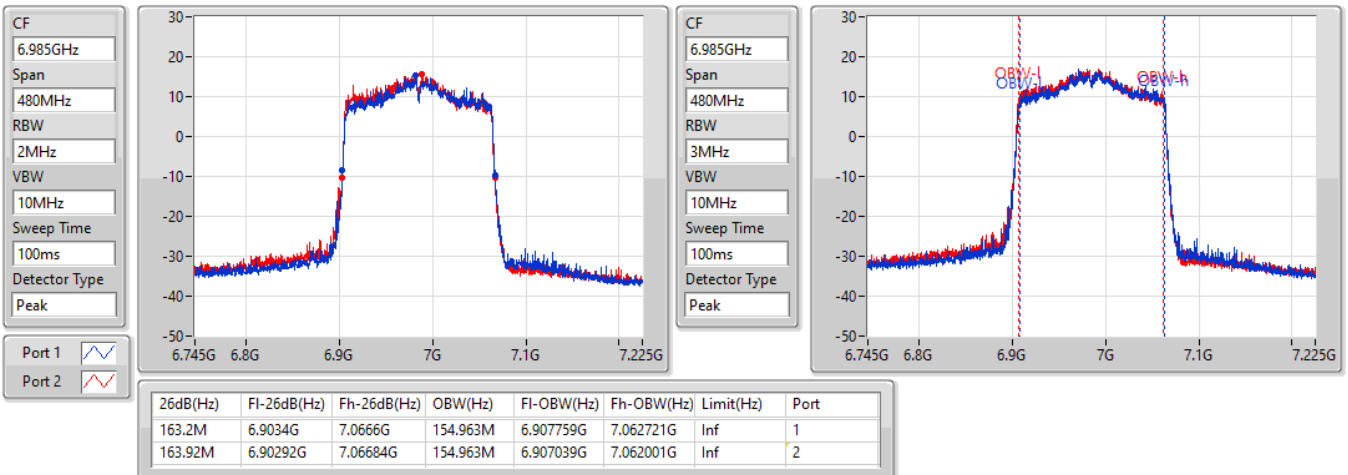 CF
6.985GHz
Span
480MHz
RBW
2MHz
VBW
10MHz
Sweep Time
100ms
Detector Type
Peak
Port 1
Port 2
30
20
10
0
-10
-20
-30
-40
-50
6.745G 6.8G 6.9G 7G 7.1G 7.225G
CF
6.985GHz
Span
480MHz
RBW
3MHz
VBW
10MHz
Sweep Time
100ms
Detector Type
Peak
30
20
10
0
-10
-20
-30
-40
-50
OBW-l OBW-h
OBW-l OBW-h
6.745G 6.8G 6.9G 7G 7.1G 7.225G
26dB(Hz) Fl-26dB(Hz) Fh-26dB(Hz) OBW(Hz) Fl-OBW(Hz) Fh-OBW(Hz) Limit(Hz) Port
163.2M 6.9034G 7.0666G 154.963M 6.907759G 7.062721G Inf 1
163.92M 6.90292G 7.06684G 154.963M 6.907039G 7.062001G Inf 2